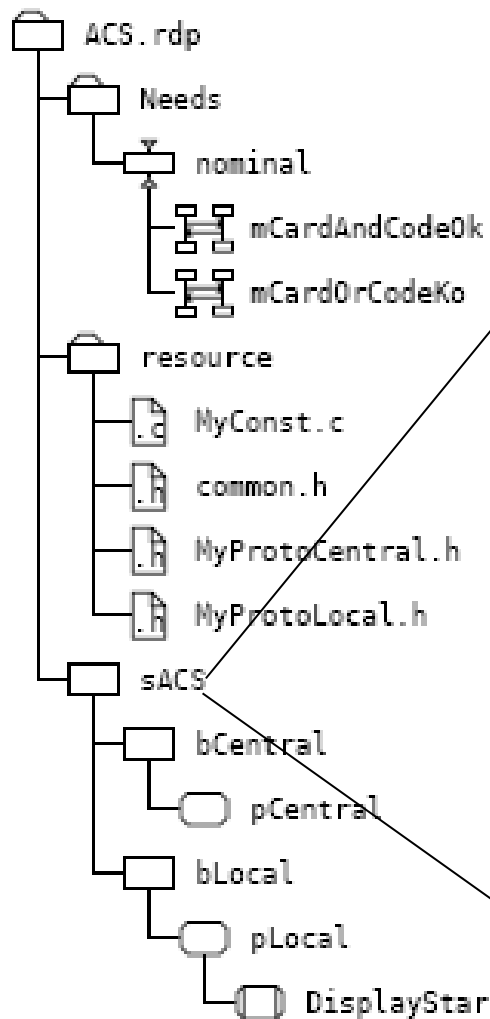 ACS.rdp
Needs
nominal
mCardAndCodeOk
mCardOrCodeKo
resource
.c MyConst.c
.h common.h
.h MyProtoCentral.h
.h MyProtoLocal.h
sACS
bCentral
pCentral
bLocal
pLocal
DisplayStar